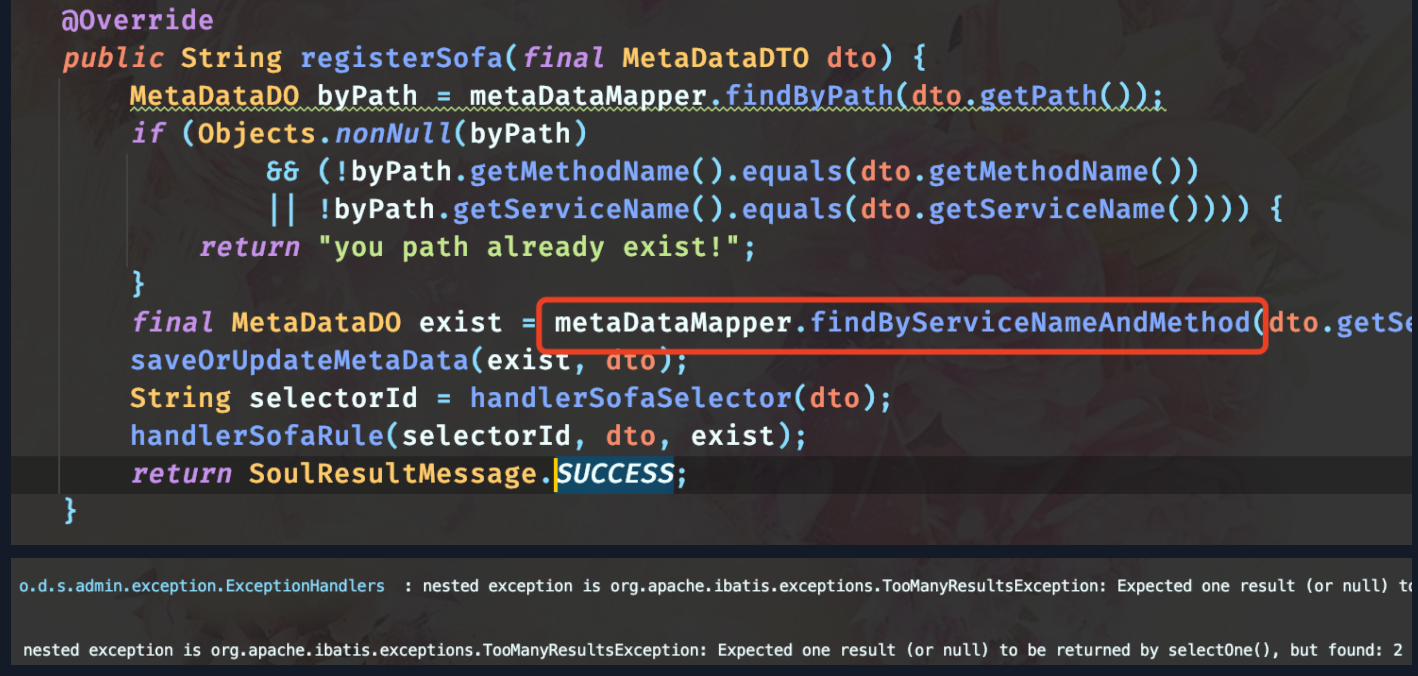 @Override
public String registerSofa(final MetaDataDTO dto) {
MetaDataDO byPath = metaDataMapper.findByPath(dto.getPath());
if (Objects.nonNull(byPath)
&& (!byPath.getMethodName().equals(dto.getMethodName())
|| !byPath.getServiceName().equals(dto.getServiceName()))) {
return "you path already exist!";
}
final MetaDataDO exist = metaDataMapper.findByServiceNameAndMethod(dto.getSe
saveOrUpdateMetaData(exist, dto);
String selectorId = handlerSofaSelector(dto);
handlerSofaRule(selectorId, dto, exist);
return SoulResultMessage.SUCCESS;
}
o.d.s.admin.exception.ExceptionHandlers : nested exception is org.apache.ibatis.exceptions.TooManyResultsException: Expected one result (or null) to
nested exception is org.apache.ibatis.exceptions.TooManyResultsException: Expected one result (or null) to be returned by selectOne(), but found: 2